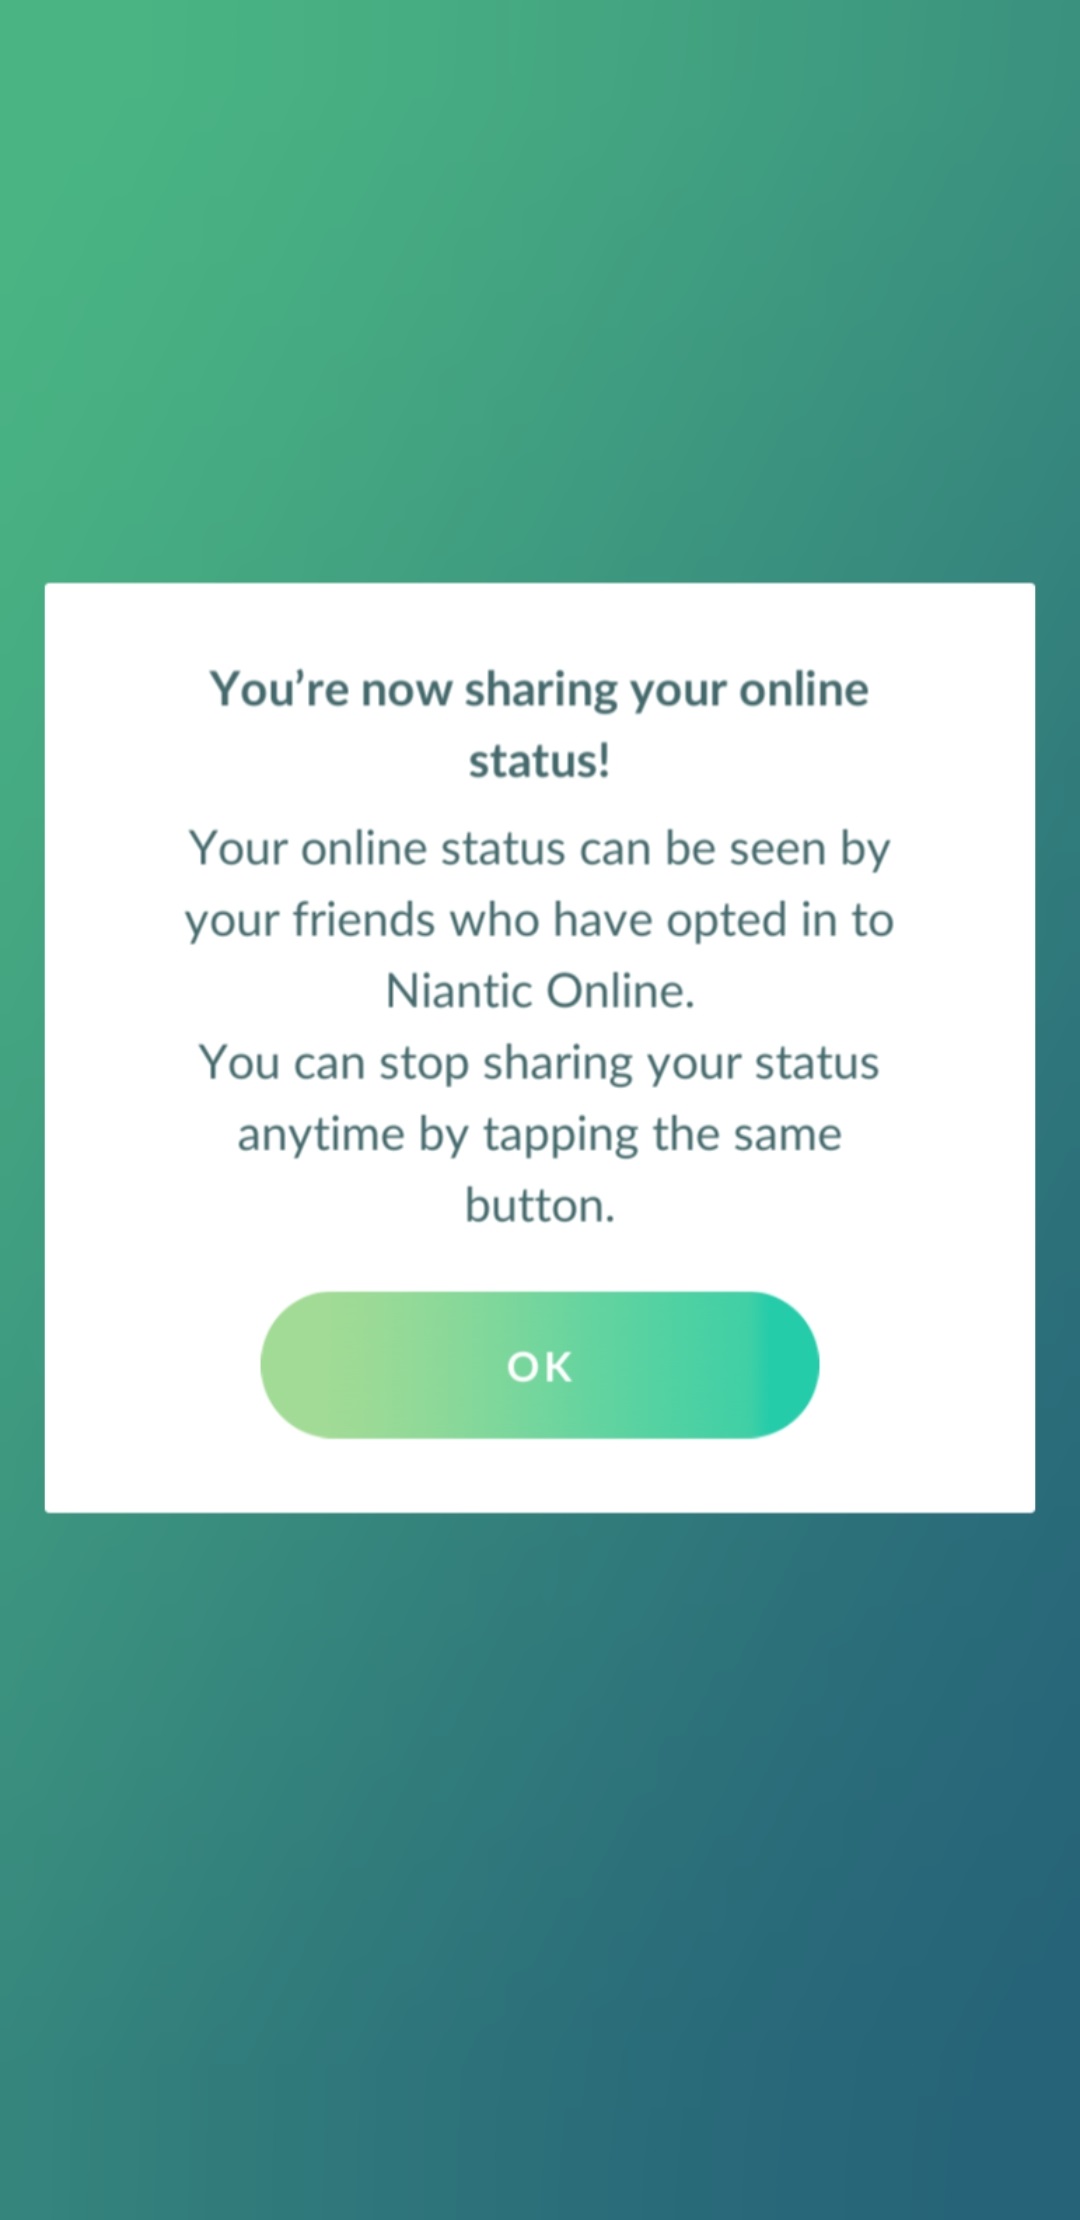 You’re now sharing your online
status!
Your online status can be seen by
your friends who have opted in to
Niantic Online.
You can stop sharing your status
anytime by tapping the same
button.
OK